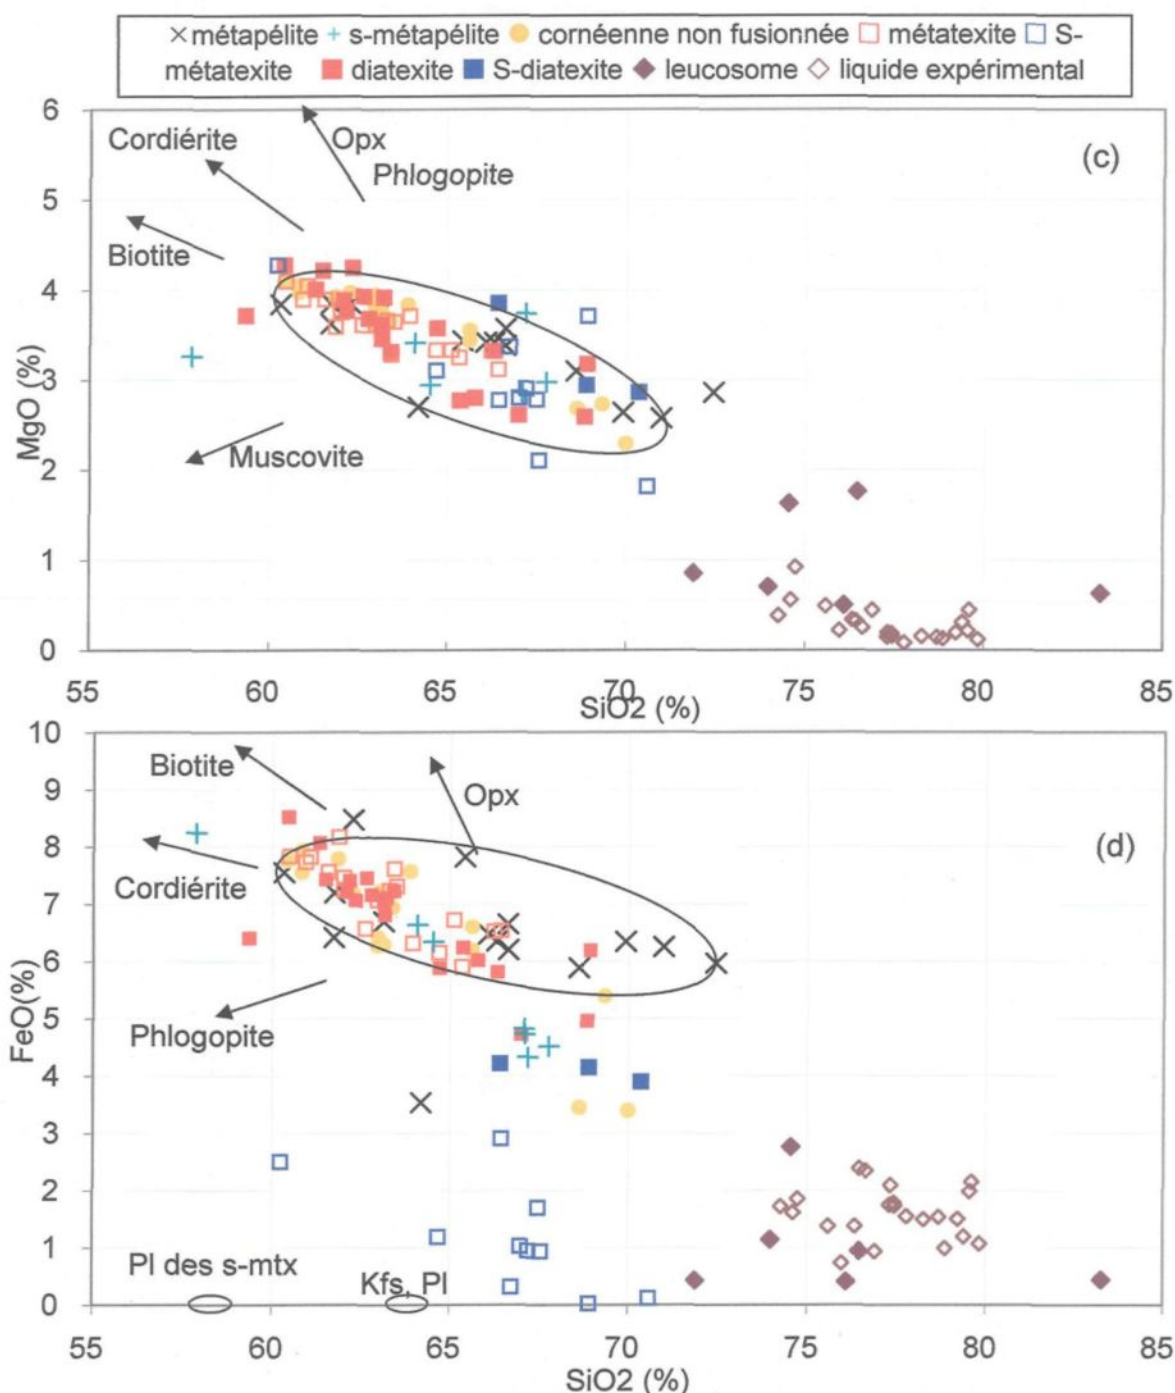 métapélite s-métapélite cornéenne non fusionnée métatexite S-
métatexite diatexite S-diatexite leucosome liquide expérimental
6
Cordiérite Opx (c)
Phlogopite
5
Biotite
4
3
MgO (%)
Muscovite
2
1
0
55 60 65 70 75 80 85
SiO2 (%)
10
Biotite
9
Opx
8
(d)
Cordiérite
7
6
Phlogopite
5
FeO(%)
4
3
2
1
Pl des s-mtx
Kfs, Pl
0
55 60 65 70 75 80 85
SiO2 (%)